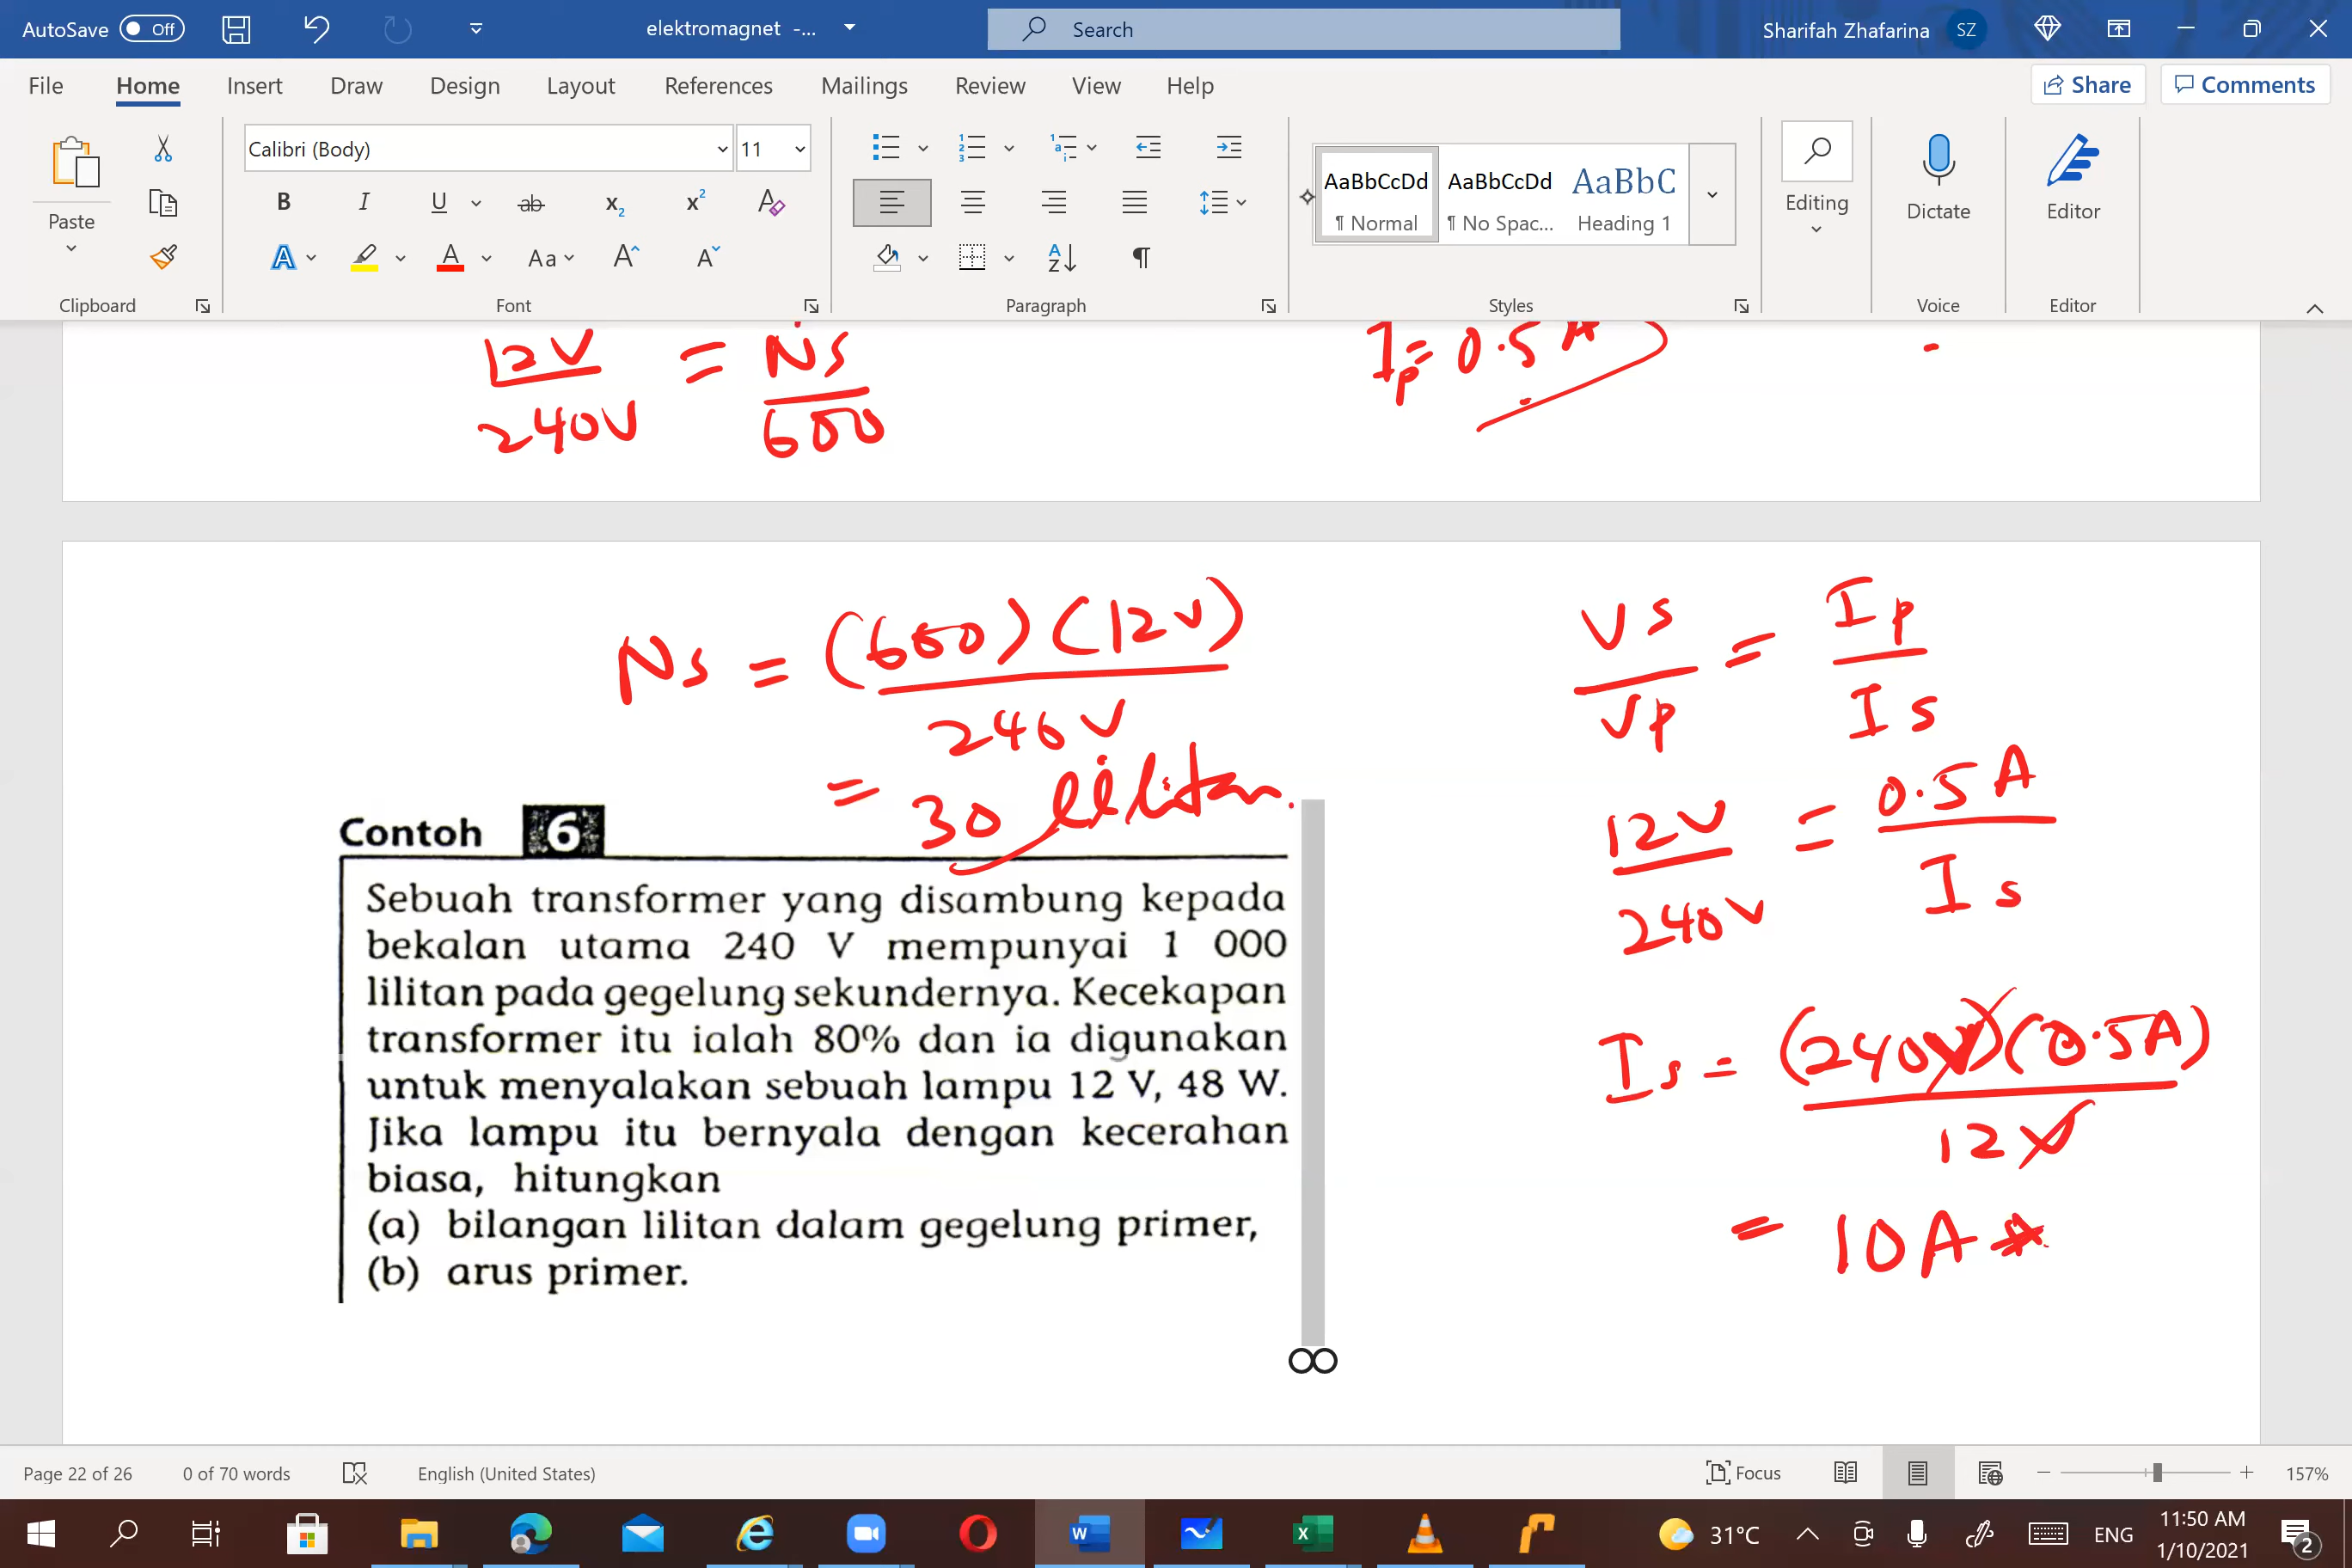 AutoSave Off elektromagnet -... Search Sharifah Zhafarina SZ
File Home Insert Draw Design Layout References Mailings Review View Help Share Comments
Paste
Clipboard
Calibri (Body) 11
B I U ab x₂ x²
A A Aa A A
Font
Paragraph
AaBbCcDd AaBbCcDd AaBbC
¶ Normal ¶ No Spac... Heading 1
Styles
Editing
Dictate
Voice
Editor
Editor
12V/240V = Ns/600
Ip = 0.5 A
Ns = (600)(12V)/240V
= 30 lilitan.
Vs/Vp = Ip/Is
12V/240V = 0.5A/Is
Is = (240V)(0.5A)/12V
= 10A
Contoh 6
Sebuah transformer yang disambung kepada
bekalan utama 240 V mempunyai 1 000
lilitan pada gegelung sekundernya. Kecekapan
transformer itu ialah 80% dan ia digunakan
untuk menyalakan sebuah lampu 12 V, 48 W.
Jika lampu itu bernyala dengan kecerahan
biasa, hitungkan
(a) bilangan lilitan dalam gegelung primer,
(b) arus primer.
Page 22 of 26 0 of 70 words English (United States) Focus 157%
31°C ENG 11:50 AM
1/10/2021 2